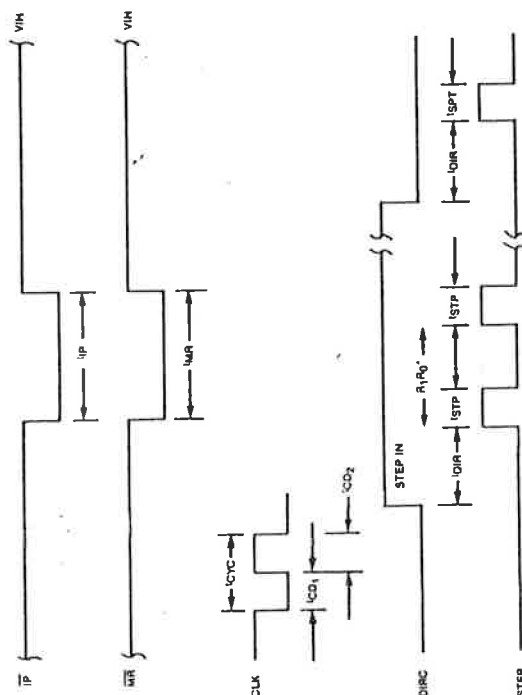 VIH
IP
tIP
VIH
MR
tMR
CLK
tCYC
tCD1
tCD2
DIRC
STEP IN
tDIR
tSTP
R1R0*
tSTP
tDIR
tSPT
STEP